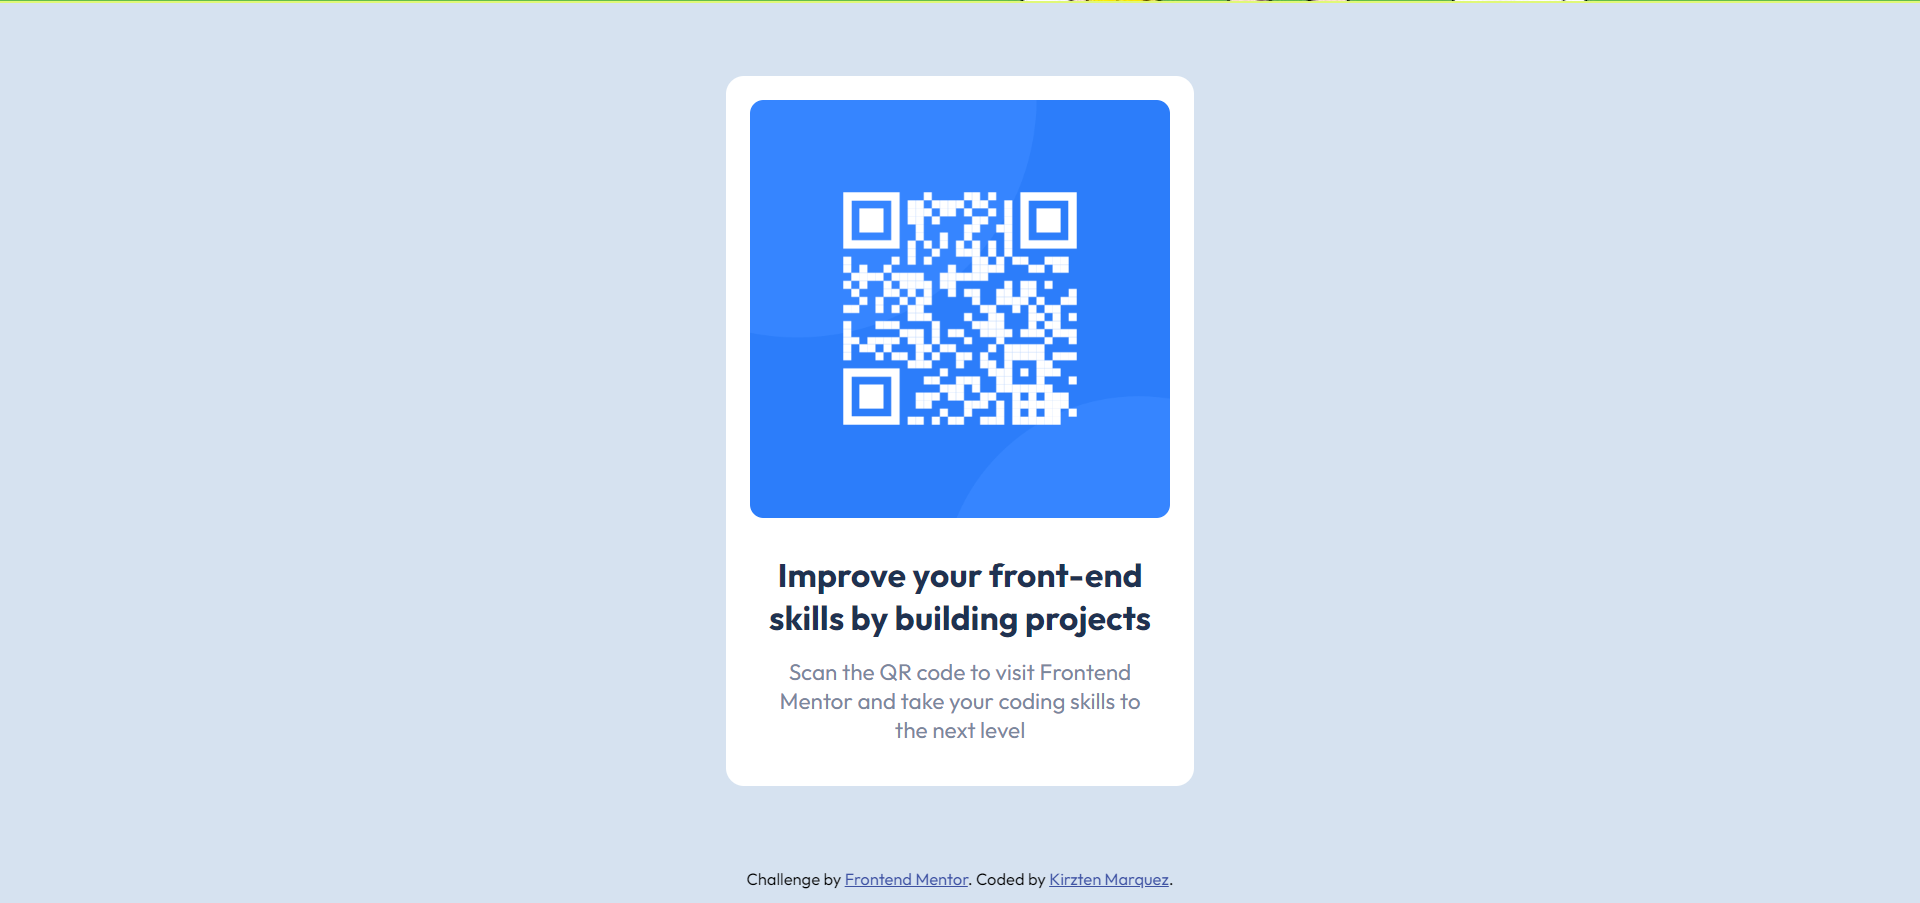 Improve your front-end
skills by building projects
Scan the QR code to visit Frontend
Mentor and take your coding skills to
the next level
Challenge by Frontend Mentor. Coded by Kirzten Marquez.